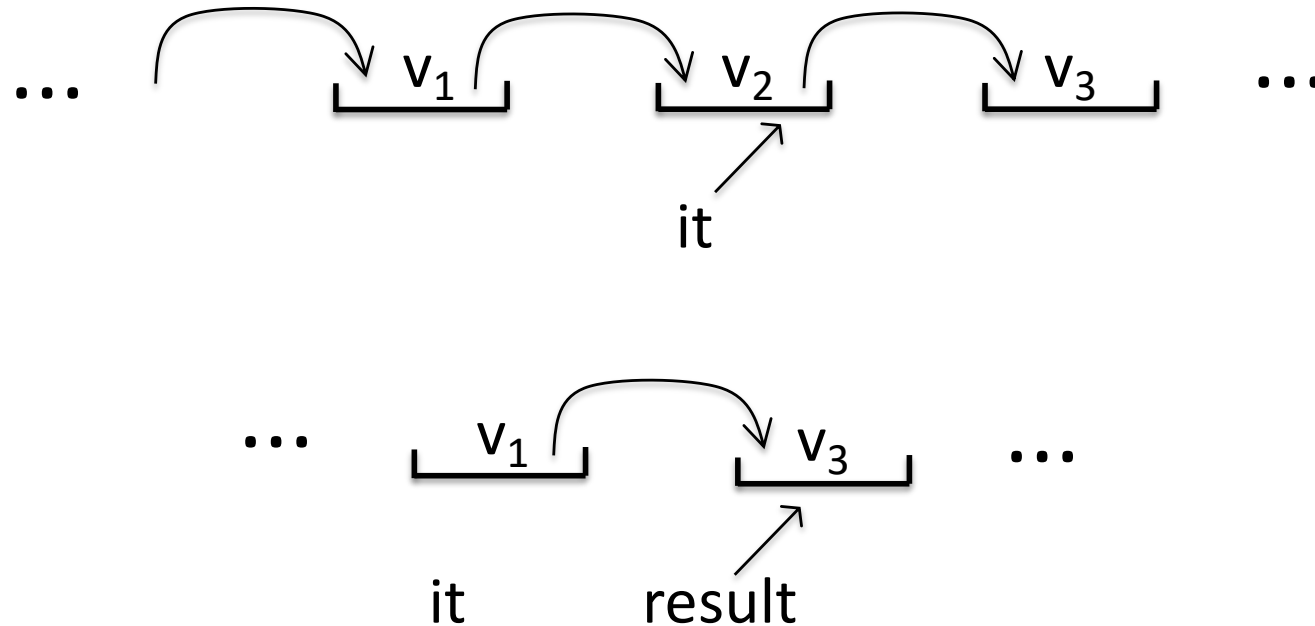 ... v₁ v₂ v₃ ...
it
... v₁ v₃ ...
it result